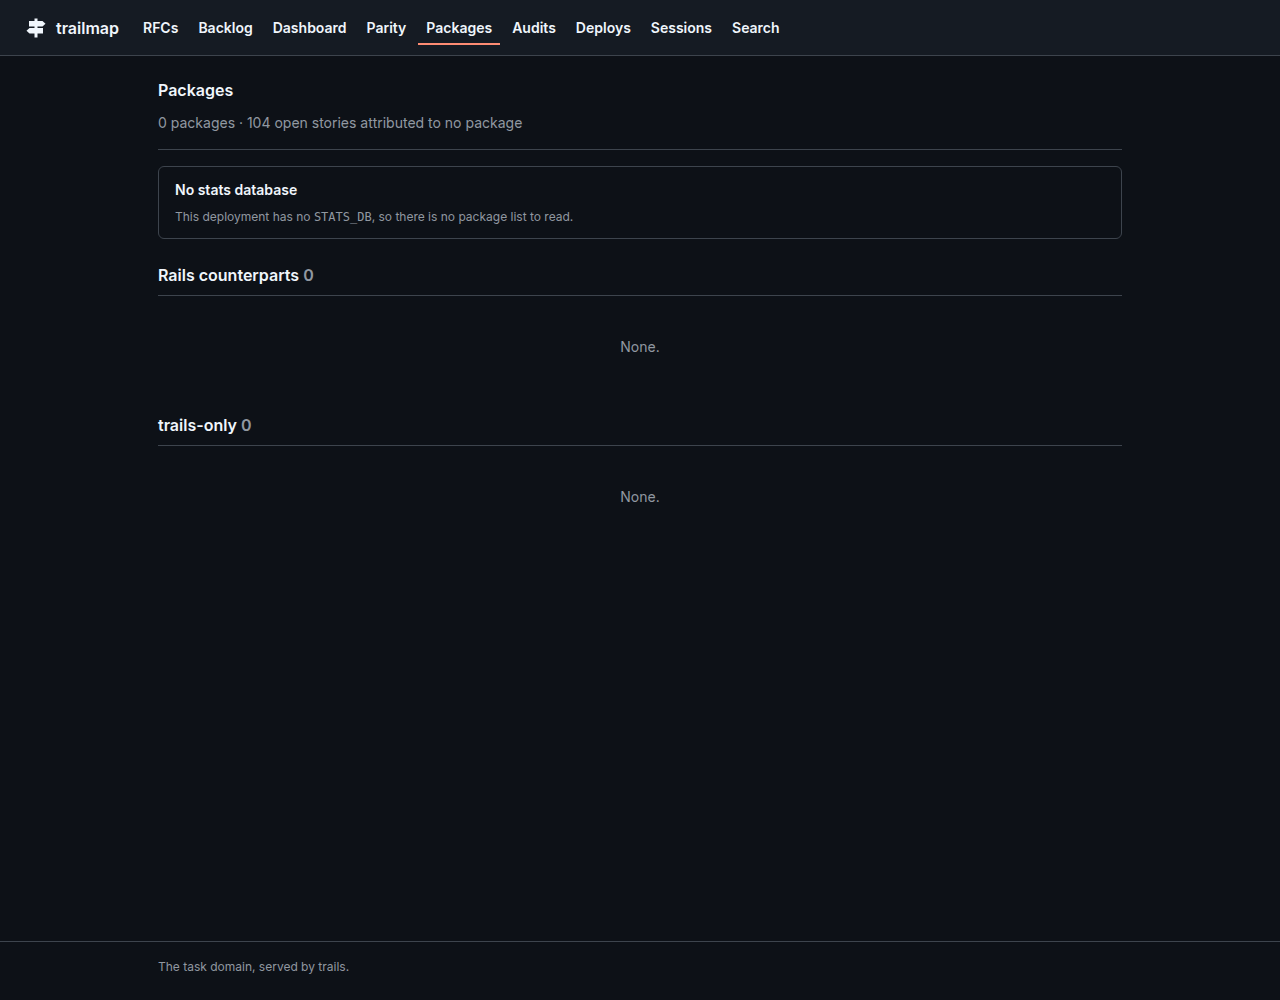 trailmap RFCs Backlog Dashboard Parity Packages Audits Deploys Sessions Search
Packages
0 packages · 104 open stories attributed to no package
No stats database
This deployment has no STATS_DB, so there is no package list to read.
Rails counterparts 0
None.
trails-only 0
None.
The task domain, served by trails.